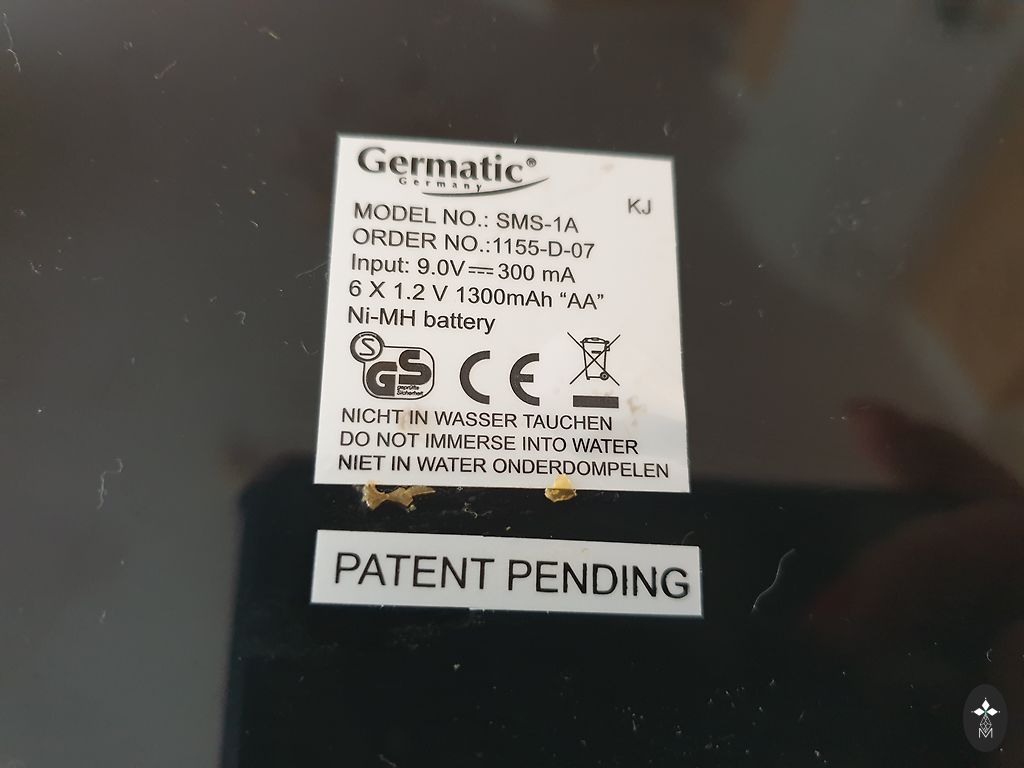 Germatic®
Germany
KJ
MODEL NO.: SMS-1A
ORDER NO.:1155-D-07
Input: 9.0V⎓300 mA
6 X 1.2 V 1300mAh “AA”
Ni-MH battery
S
GS
geprüfte
Sicherheit
CE
NICHT IN WASSER TAUCHEN
DO NOT IMMERSE INTO WATER
NIET IN WATER ONDERDOMPELEN
PATENT PENDING
M